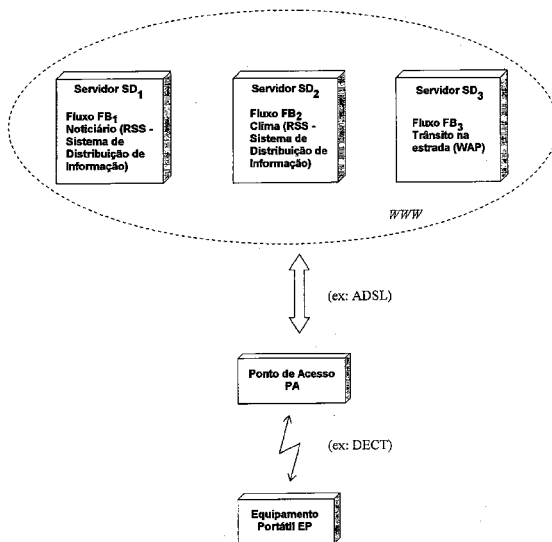 Servidor SD1
Fluxo FB1
Noticiário (RSS -
Sistema de
Distribuição de
Informação)
Servidor SD2
Fluxo FB2
Clima (RSS -
Sistema de
Distribuição de
Informação)
Servidor SD3
Fluxo FB3
Trânsito na
estrada (WAP)
WWW
(ex: ADSL)
Ponto de Acesso
PA
(ex: DECT)
Equipamento
Portátil EP